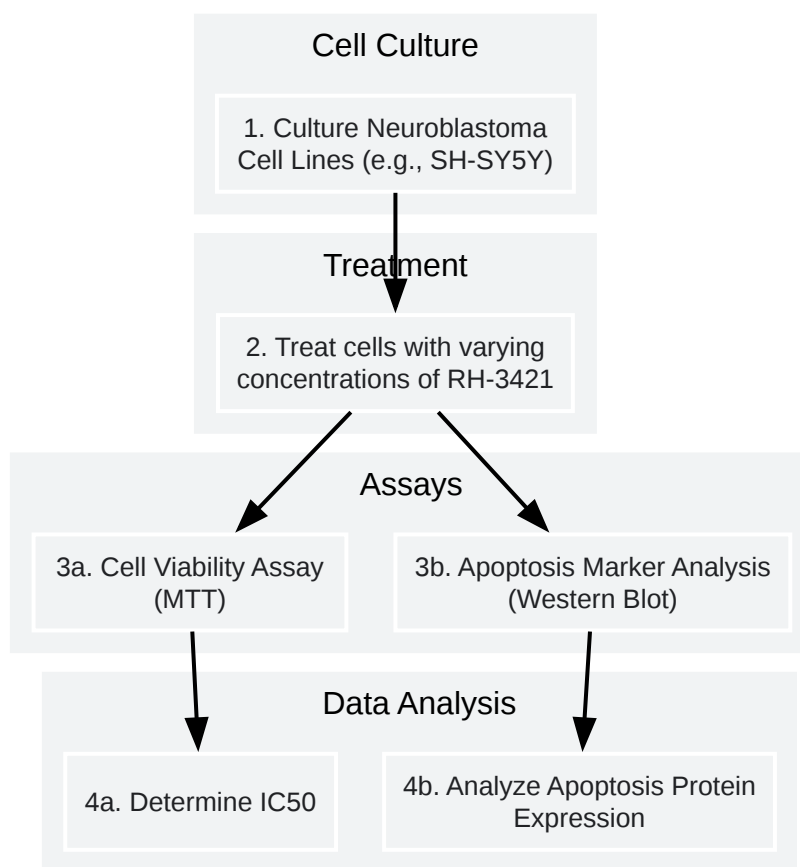 Cell Culture
1. Culture Neuroblastoma
Cell Lines (e.g., SH-SY5Y)
Treatment
2. Treat cells with varying
concentrations of RH-3421
Assays
3a. Cell Viability Assay
(MTT)
3b. Apoptosis Marker Analysis
(Western Blot)
Data Analysis
4a. Determine IC50
4b. Analyze Apoptosis Protein
Expression